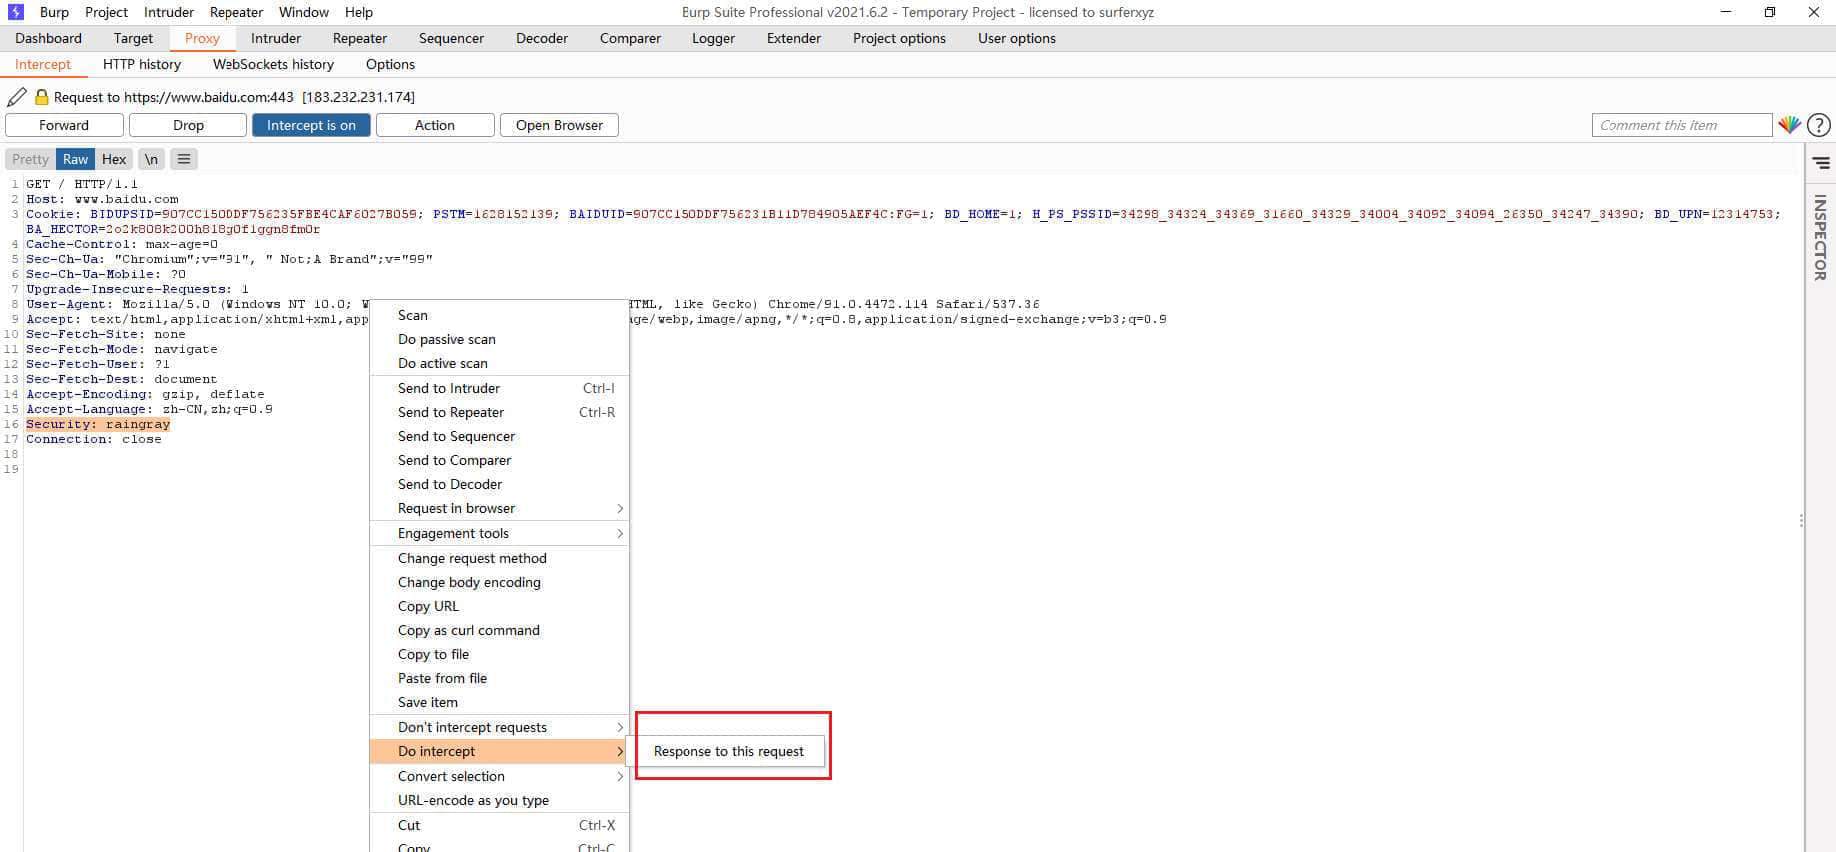 Burp Project Intruder Repeater Window Help Burp Suite Professional v2021.6.2 - Temporary Project - licensed to surferxyz
Dashboard Target Proxy Intruder Repeater Sequencer Decoder Comparer Logger Extender Project options User options
Intercept HTTP history WebSockets history Options
Request to https://www.baidu.com:443 [183.232.231.174]
Forward Drop Intercept is on Action Open Browser Comment this item ?
Pretty Raw Hex \n ≡
INSPECTOR
1 GET / HTTP/1.1
2 Host: www.baidu.com
3 Cookie: BIDUPSID=907CC150DDF756235FBE4CAF6027B059; PSTM=1628152139; BAIDUID=907CC150DDF756231B11D784905AEF4C:FG=1; BD_HOME=1; H_PS_PSSID=34298_34324_34369_31660_34329_34004_34092_34094_26350_34247_34390; BD_UPN=12314753;
BA_HECTOR=2o2k808k200h818g0f1ggn8fm0r
4 Cache-Control: max-age=0
5 Sec-Ch-Ua: "Chromium";v="91", " Not;A Brand";v="99"
6 Sec-Ch-Ua-Mobile: ?0
7 Upgrade-Insecure-Requests: 1
8 User-Agent: Mozilla/5.0 (Windows NT 10.0; W HTML, like Gecko) Chrome/91.0.4472.114 Safari/537.36
9 Accept: text/html,application/xhtml+xml,app age/webp,image/apng,*/*;q=0.8,application/signed-exchange;v=b3;q=0.9
10 Sec-Fetch-Site: none
11 Sec-Fetch-Mode: navigate
12 Sec-Fetch-User: ?1
13 Sec-Fetch-Dest: document
14 Accept-Encoding: gzip, deflate
15 Accept-Language: zh-CN,zh;q=0.9
16 Security: raingray
17 Connection: close
18
19
Scan
Do passive scan
Do active scan
Send to Intruder Ctrl-I
Send to Repeater Ctrl-R
Send to Sequencer
Send to Comparer
Send to Decoder
Request in browser >
Engagement tools >
Change request method
Change body encoding
Copy URL
Copy as curl command
Copy to file
Paste from file
Save item
Don't intercept requests >
Do intercept > Response to this request
Convert selection >
URL-encode as you type
Cut Ctrl-X
Copy Ctrl-C